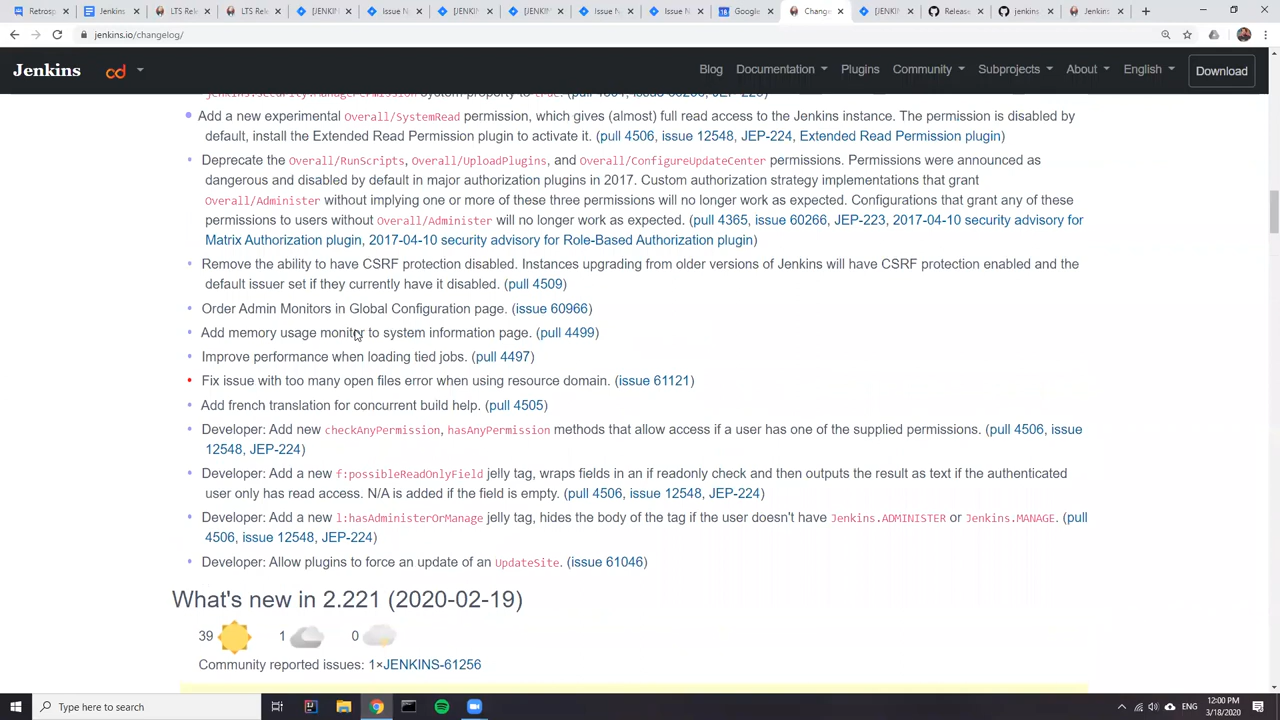 Retrosp
LTS Rele
LTS Rel
[JENKIN
Issue N
[JENKIN
[JENKIN
Issue N
Issue N
Google
Change
[JENKIN
Releas
jenkins
Jenkins
jenkins.io/changelog/
Jenkins
Blog Documentation Plugins Community Subprojects About English Download
Add a new experimental Overall/SystemRead permission, which gives (almost) full read access to the Jenkins instance. The permission is disabled by
default, install the Extended Read Permission plugin to activate it. (pull 4506, issue 12548, JEP-224, Extended Read Permission plugin)
Deprecate the Overall/RunScripts, Overall/UploadPlugins, and Overall/ConfigureUpdateCenter permissions. Permissions were announced as
dangerous and disabled by default in major authorization plugins in 2017. Custom authorization strategy implementations that grant
Overall/Administer without implying one or more of these three permissions will no longer work as expected. Configurations that grant any of these
permissions to users without Overall/Administer will no longer work as expected. (pull 4365, issue 60266, JEP-223, 2017-04-10 security advisory for
Matrix Authorization plugin, 2017-04-10 security advisory for Role-Based Authorization plugin)
Remove the ability to have CSRF protection disabled. Instances upgrading from older versions of Jenkins will have CSRF protection enabled and the
default issuer set if they currently have it disabled. (pull 4509)
Order Admin Monitors in Global Configuration page. (issue 60966)
Add memory usage monitor to system information page. (pull 4499)
Improve performance when loading tied jobs. (pull 4497)
Fix issue with too many open files error when using resource domain. (issue 61121)
Add french translation for concurrent build help. (pull 4505)
Developer: Add new checkAnyPermission, hasAnyPermission methods that allow access if a user has one of the supplied permissions. (pull 4506, issue
12548, JEP-224)
Developer: Add a new f:possibleReadOnlyField jelly tag, wraps fields in an if readonly check and then outputs the result as text if the authenticated
user only has read access. N/A is added if the field is empty. (pull 4506, issue 12548, JEP-224)
Developer: Add a new l:hasAdministerOrManage jelly tag, hides the body of the tag if the user doesn't have Jenkins.ADMINISTER or Jenkins.MANAGE. (pull
4506, issue 12548, JEP-224)
Developer: Allow plugins to force an update of an UpdateSite. (issue 61046)
What's new in 2.221 (2020-02-19)
39 1 0
Community reported issues: 1×JENKINS-61256
Type here to search
ENG
12:00 PM
3/18/2020